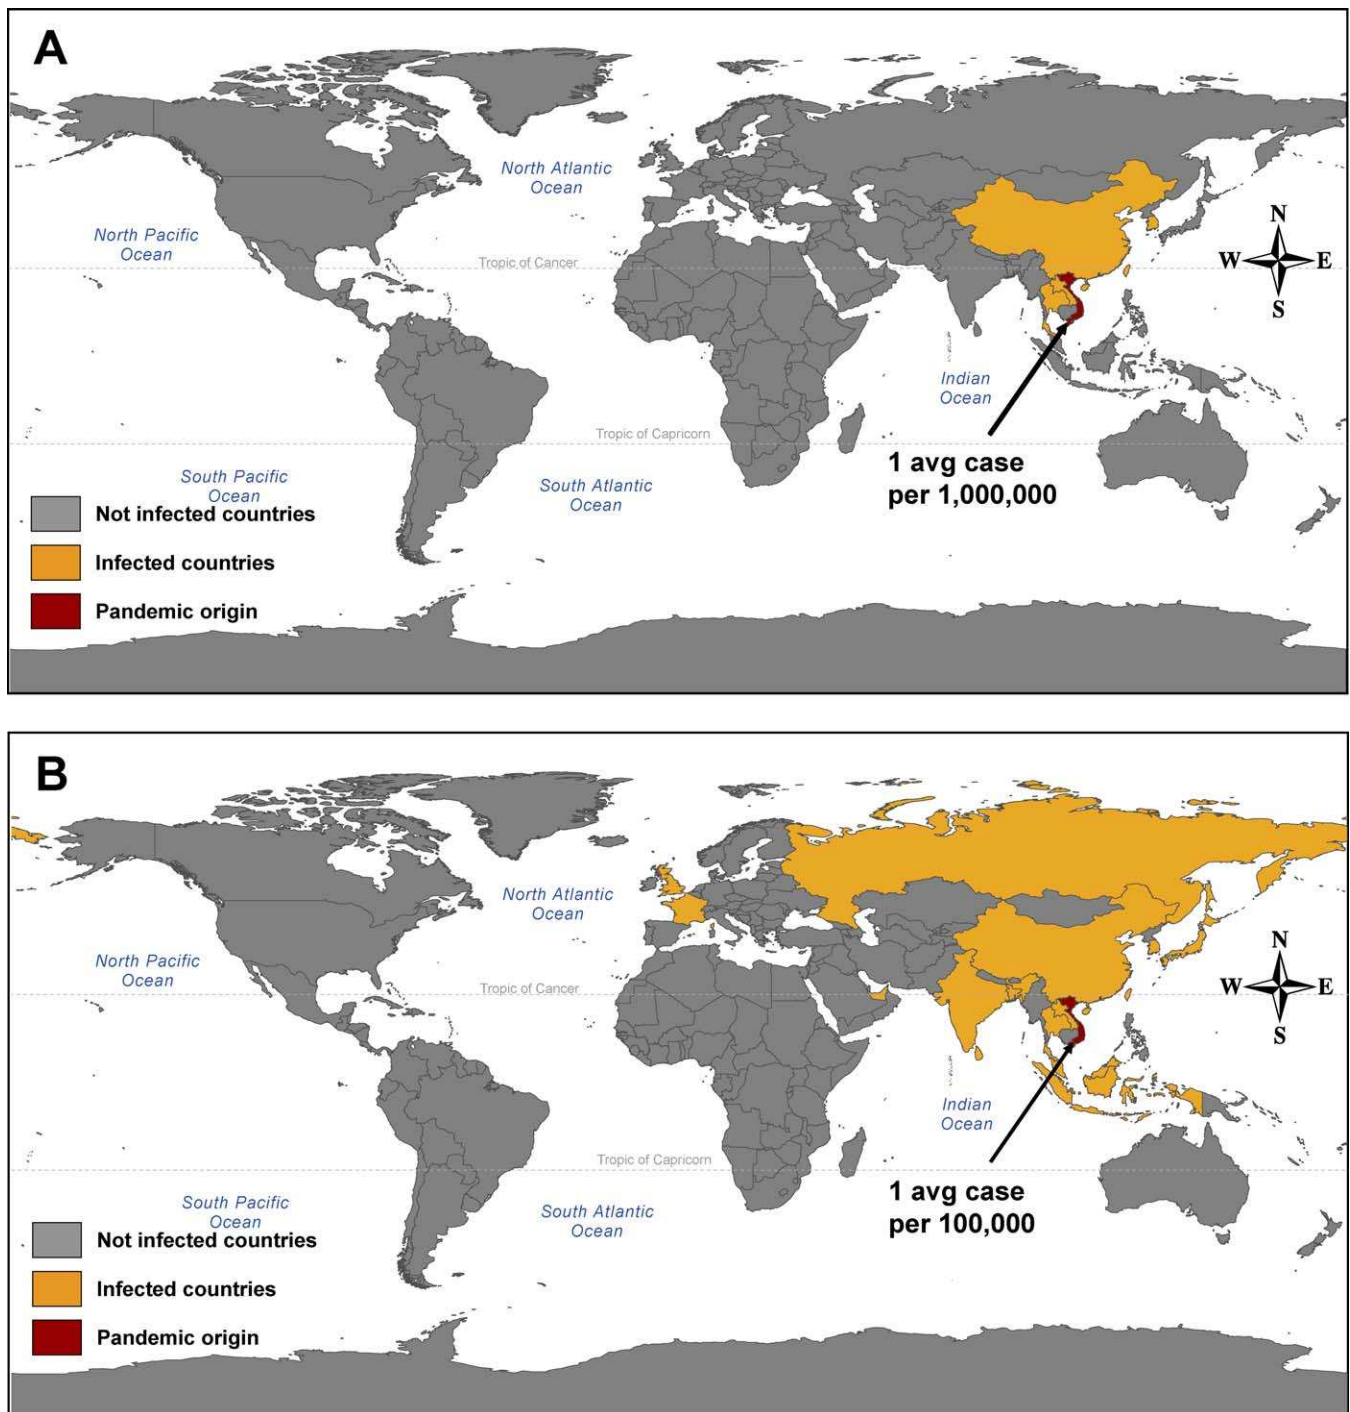 A
North Atlantic
Ocean
North Pacific
Ocean
N
W
E
S
Tropic of Cancer
Indian
Ocean
Tropic of Capricorn
1 avg case
per 1,000,000
South Pacific
Ocean
South Atlantic
Ocean
Not infected countries
Infected countries
Pandemic origin
B
North Atlantic
Ocean
North Pacific
Ocean
N
W
E
S
Tropic of Cancer
Indian
Ocean
Tropic of Capricorn
1 avg case
per 100,000
South Pacific
Ocean
South Atlantic
Ocean
Not infected countries
Infected countries
Pandemic origin